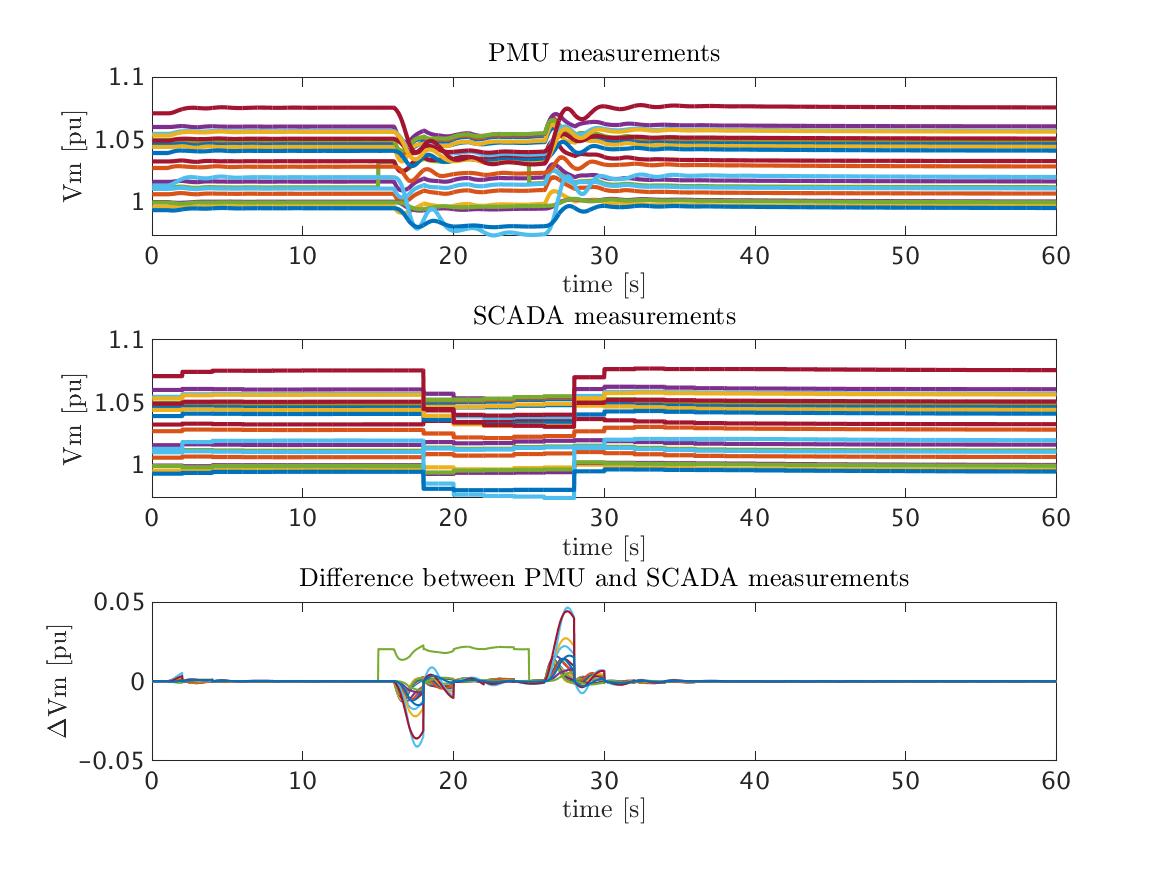 PMU measurements
1.1
1.05
1
Vm [pu]
0 10 20 30 40 50 60
time [s]
SCADA measurements
1.1
1.05
1
Vm [pu]
0 10 20 30 40 50 60
time [s]
Difference between PMU and SCADA measurements
0.05
0
-0.05
ΔVm [pu]
0 10 20 30 40 50 60
time [s]